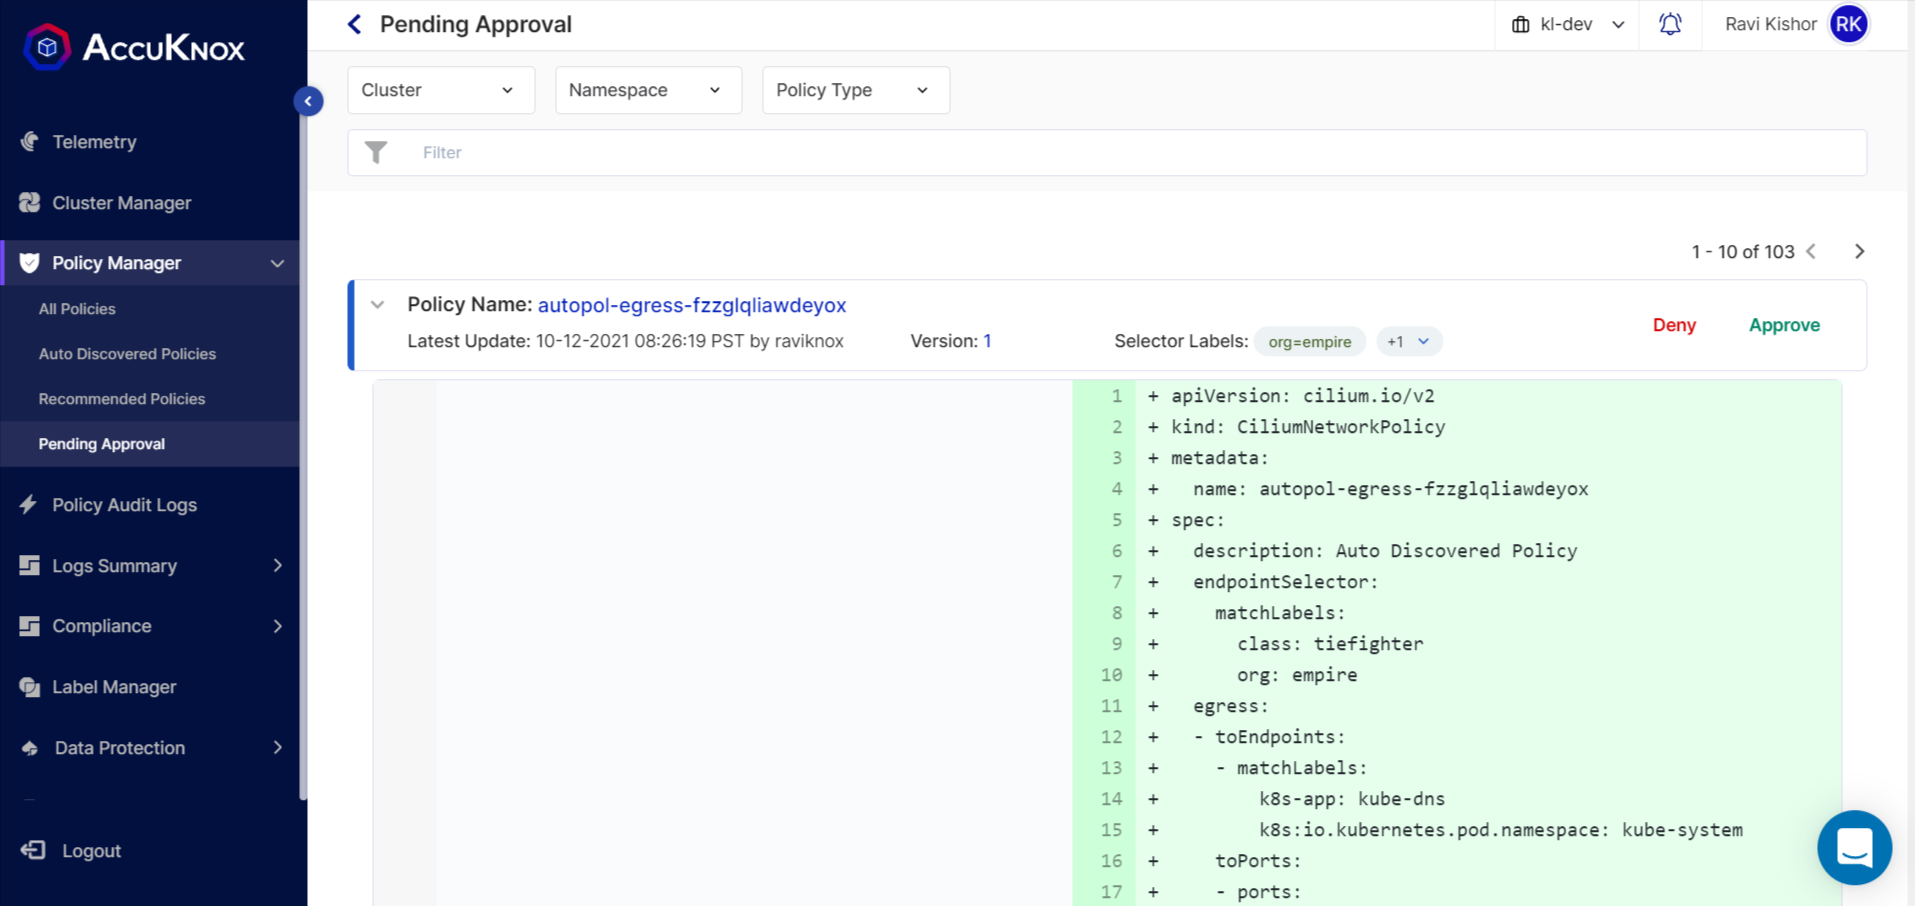 ACCUKNOX
Telemetry
Cluster Manager
Policy Manager
All Policies
Auto Discovered Policies
Recommended Policies
Pending Approval
Policy Audit Logs
Logs Summary
Compliance
Label Manager
Data Protection
Logout
Pending Approval
kl-dev
Ravi Kishor RK
Cluster
Namespace
Policy Type
Filter
1 - 10 of 103
Policy Name: autopol-egress-fzzglqliawdeyox
Latest Update: 10-12-2021 08:26:19 PST by raviknox
Version: 1
Selector Labels: org=empire +1
Deny
Approve
1 + apiVersion: cilium.io/v2
2 + kind: CiliumNetworkPolicy
3 + metadata:
4 +   name: autopol-egress-fzzglqliawdeyox
5 + spec:
6 +   description: Auto Discovered Policy
7 +   endpointSelector:
8 +     matchLabels:
9 +       class: tiefighter
10 +       org: empire
11 +   egress:
12 +   - toEndpoints:
13 +     - matchLabels:
14 +         k8s-app: kube-dns
15 +         k8s:io.kubernetes.pod.namespace: kube-system
16 +     toPorts:
17 +     - ports: